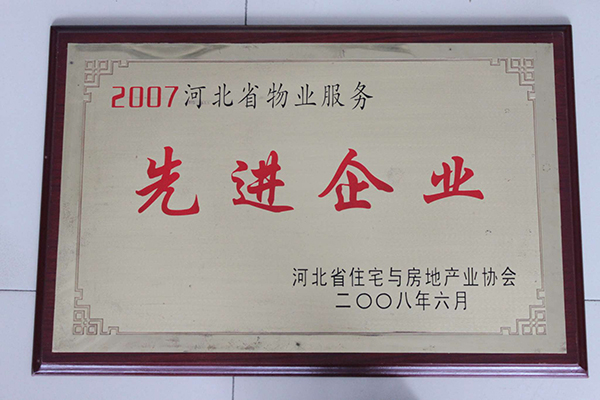 2007河北省物业服务
先进企业
河北省住宅与房地产业协会
二〇〇八年六月